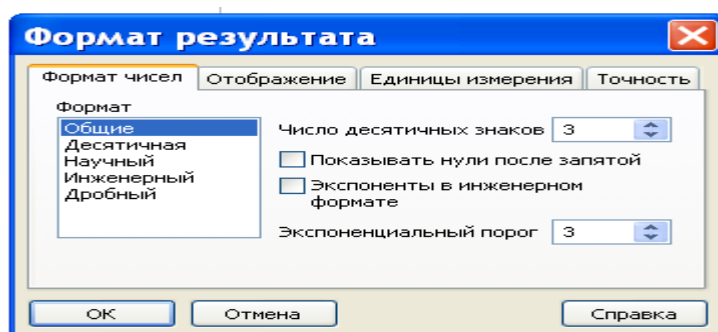 Формат результата
Формат чисел Отображение Единицы измерения Точность
Формат
Общие
Десятичная
Научный
Инженерный
Дробный
Число десятичных знаков 3
Показывать нули после запятой
Экспоненты в инженерном
формате
Экспоненциальный порог 3
ОК Отмена Справка